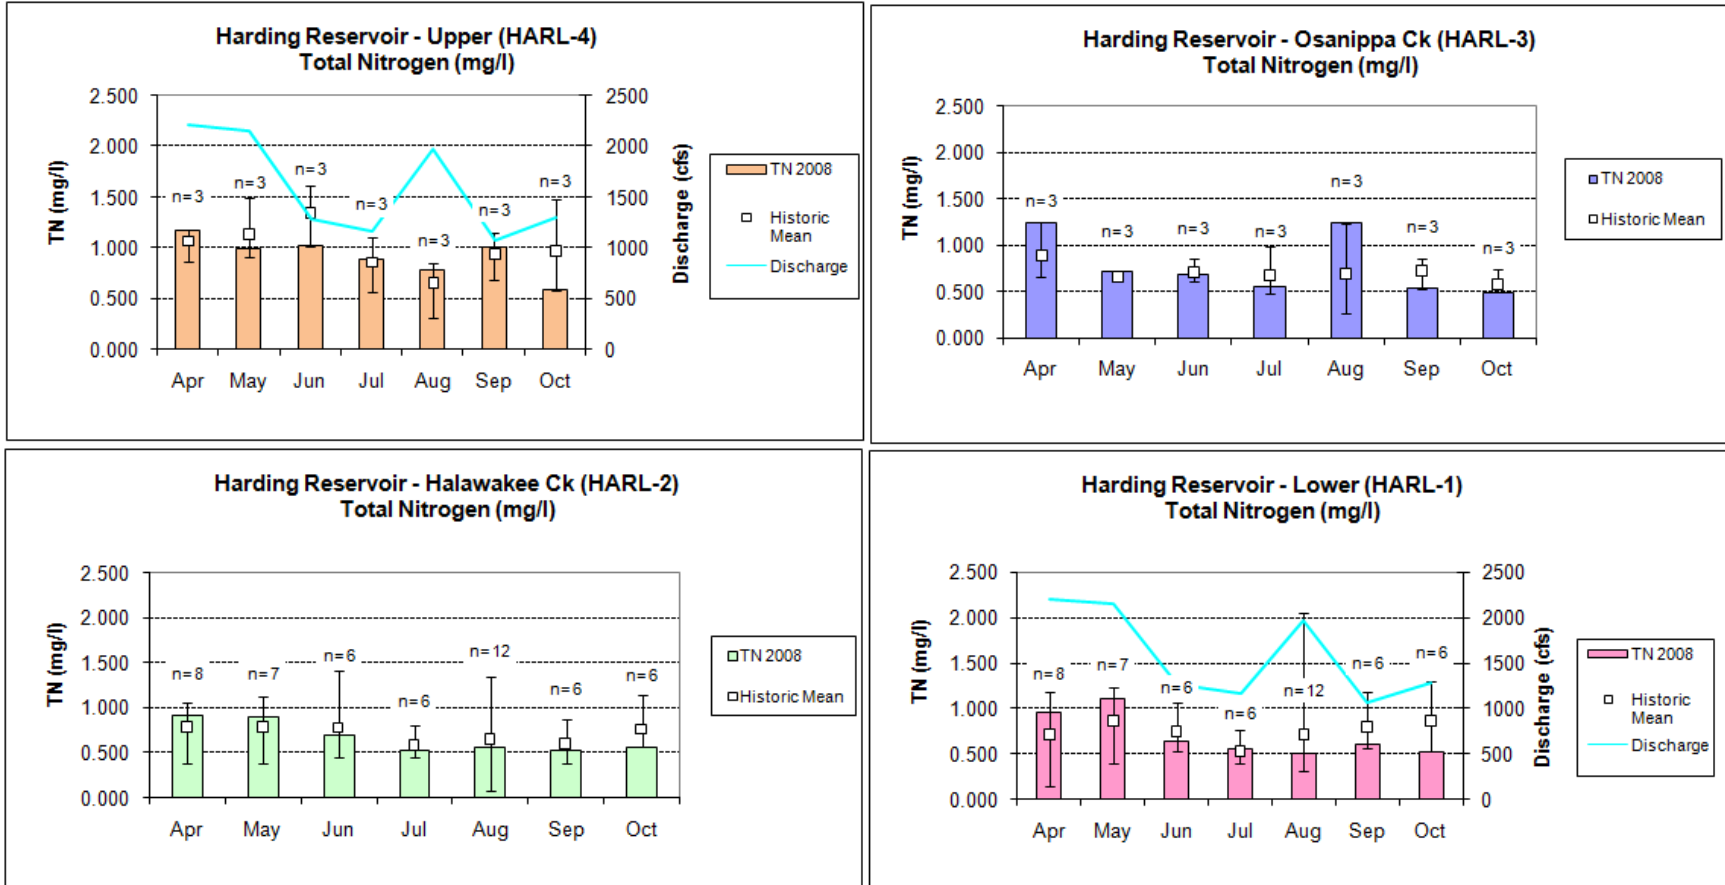 Harding Reservoir - Upper (HARL-4)
Total Nitrogen (mg/l)
TN (mg/l)
2.500
2.000
1.500
1.000
0.500
0.000
n=3
n=3
n=3
n=3
n=3
n=3
n=3
2500
2000
1500
1000
500
0
Discharge (cfs)
Apr May Jun Jul Aug Sep Oct
TN 2008
Historic
Mean
Discharge
Harding Reservoir - Osanippa Ck (HARL-3)
Total Nitrogen (mg/l)
TN (mg/l)
2.500
2.000
1.500
1.000
0.500
0.000
n=3
n=3
n=3
n=3
n=3
n=3
n=3
Apr May Jun Jul Aug Sep Oct
TN 2008
Historic Mean
Harding Reservoir - Halawakee Ck (HARL-2)
Total Nitrogen (mg/l)
TN (mg/l)
2.500
2.000
1.500
1.000
0.500
0.000
n=8
n=7
n=6
n=6
n=12
n=6
n=6
Apr May Jun Jul Aug Sep Oct
TN 2008
Historic Mean
Harding Reservoir - Lower (HARL-1)
Total Nitrogen (mg/l)
TN (mg/l)
2.500
2.000
1.500
1.000
0.500
0.000
n=8
n=7
n=6
n=6
n=12
n=6
n=6
2500
2000
1500
1000
500
0
Discharge (cfs)
Apr May Jun Jul Aug Sep Oct
TN 2008
Historic
Mean
Discharge